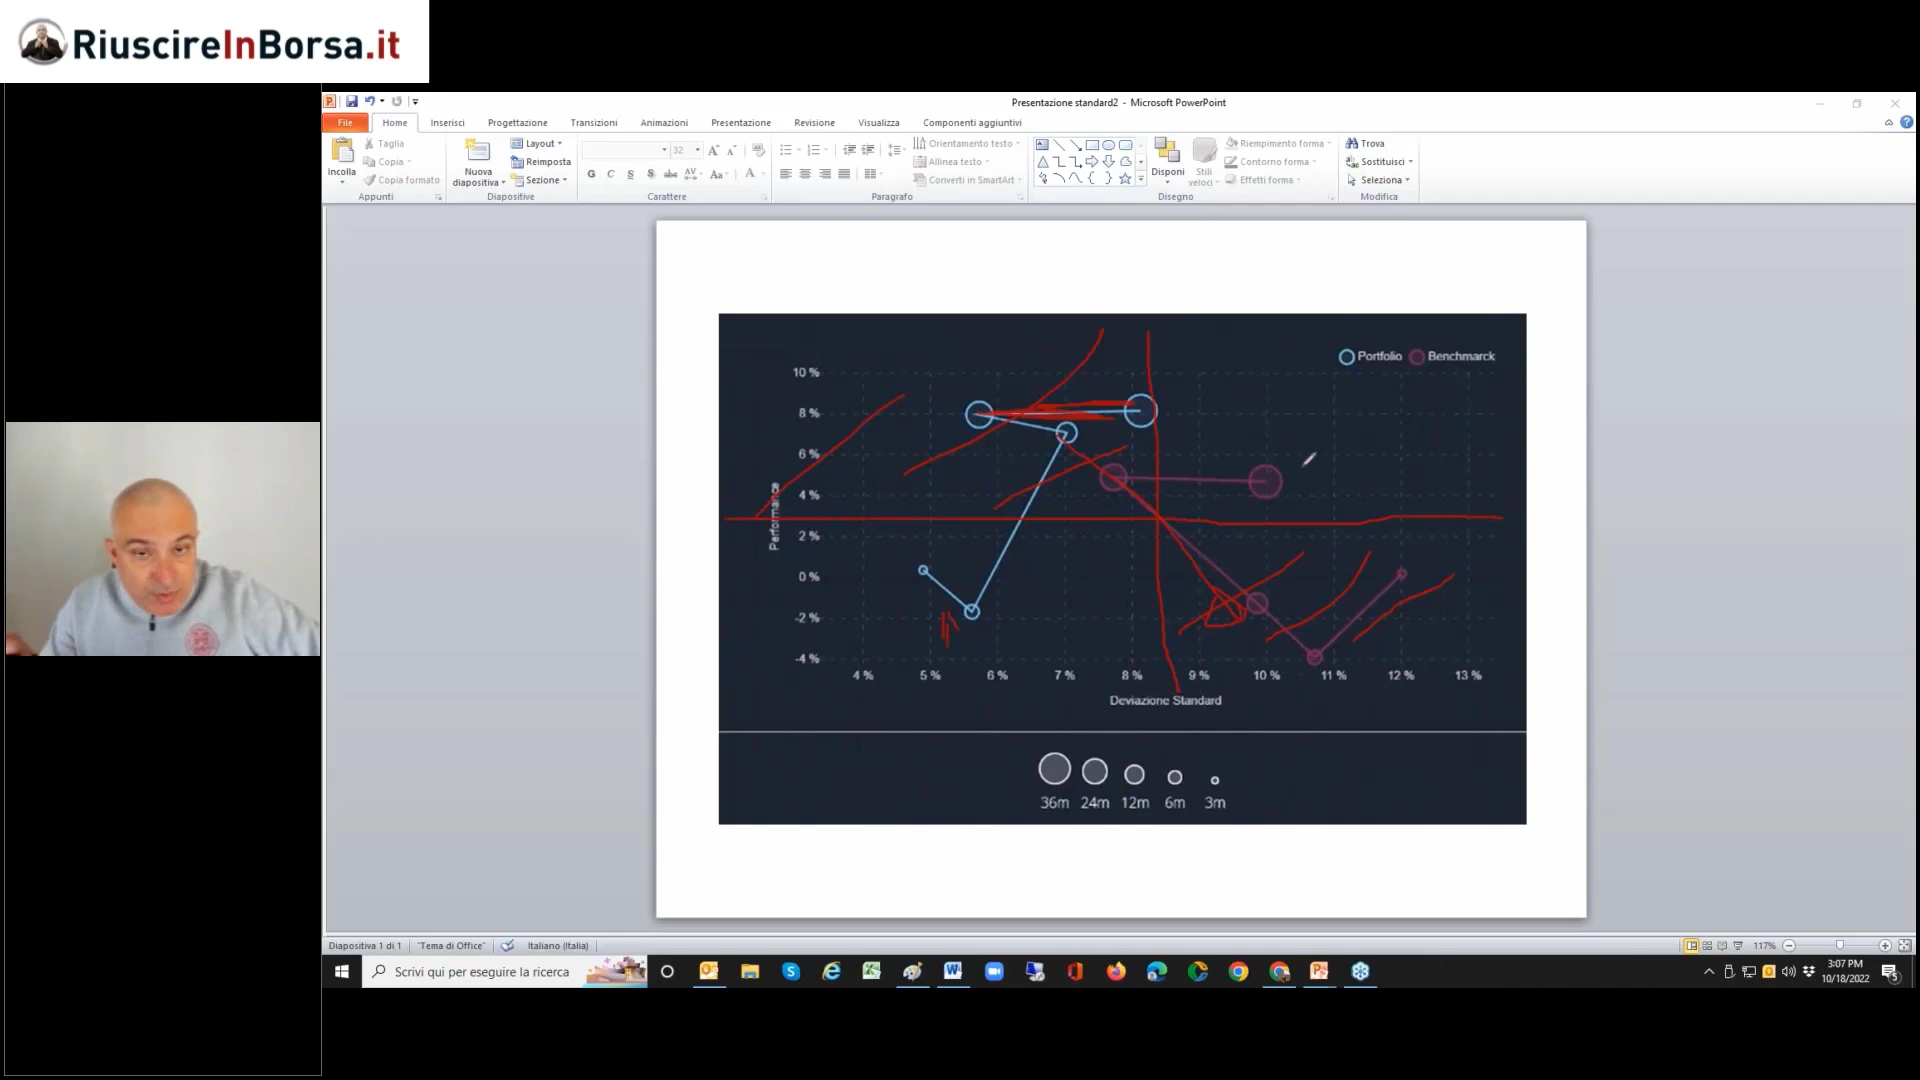 RiuscireInBorsa.it
Presentazione standard2 - Microsoft PowerPoint
File Home Inserisci Progettazione Transizioni Animazioni Presentazione Revisione Visualizza Componenti aggiuntivi
Incolla
Taglia
Copia
Copia formato
Appunti
Nuova diapositiva
Layout
Reimposta
Sezione
Diapositive
32
G C S S abc AV Aa A
Carattere
Orientamento testo
Allinea testo
Converti in SmartArt
Paragrafo
Disponi
Stili veloci
Riempimento forma
Contorno forma
Effetti forma
Disegno
Trova
Sostituisci
Seleziona
Modifica
Portfolio Benchmarck
10 %
8 %
6 %
4 %
2 %
0 %
-2 %
-4 %
Performance
4 % 5 % 6 % 7 % 8 % 9 % 10 % 11 % 12 % 13 %
Deviazione Standard
36m 24m 12m 6m 3m
Diapositiva 1 di 1 "Tema di Office" Italiano (Italia) 117%
Scrivi qui per eseguire la ricerca
3:07 PM
10/18/2022
5